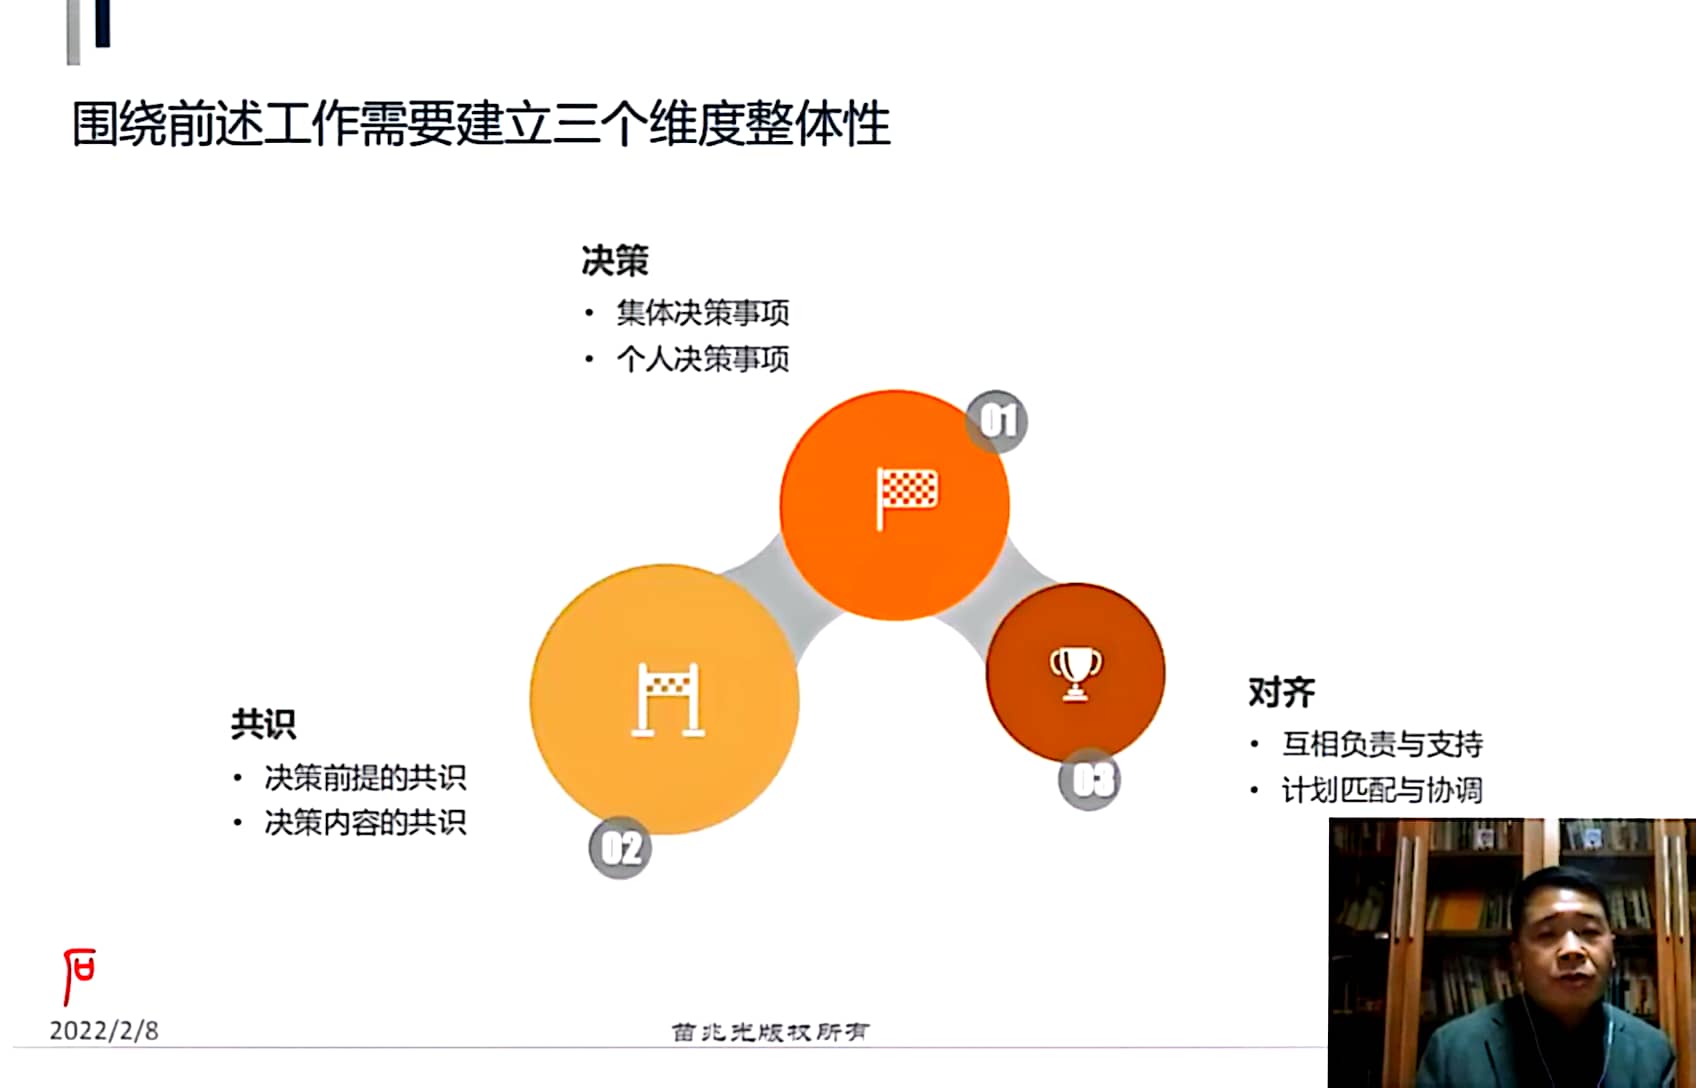 围绕前述工作需要建立三个维度整体性
决策
• 集体决策事项
• 个人决策事项
01
共识
• 决策前提的共识
• 决策内容的共识
02
对齐
• 互相负责与支持
• 计划匹配与协调
03
2022/2/8
苗兆光版权所有